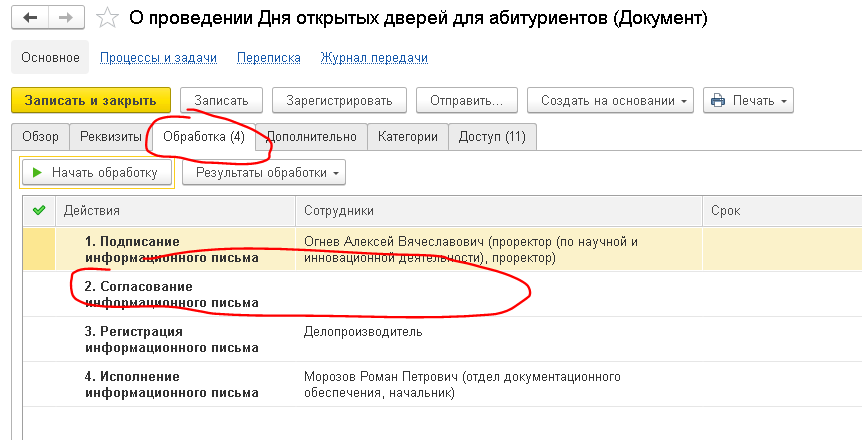 О проведении Дня открытых дверей для абитуриентов (Документ)
Основное Процессы и задачи Переписка Журнал передачи
Записать и закрыть Записать Зарегистрировать Отправить... Создать на основании Печать
Обзор Реквизиты Обработка (4) Дополнительно Категории Доступ (11)
Начать обработку Результаты обработки
Действия Сотрудники Срок
1. Подписание Огнев Алексей Вячеславович (проректор (по научной и
информационного письма инновационной деятельности), проректор)
2. Согласование
информационного письма
3. Регистрация Делопроизводитель
информационного письма
4. Исполнение Морозов Роман Петрович (отдел документационного
информационного письма обеспечения, начальник)